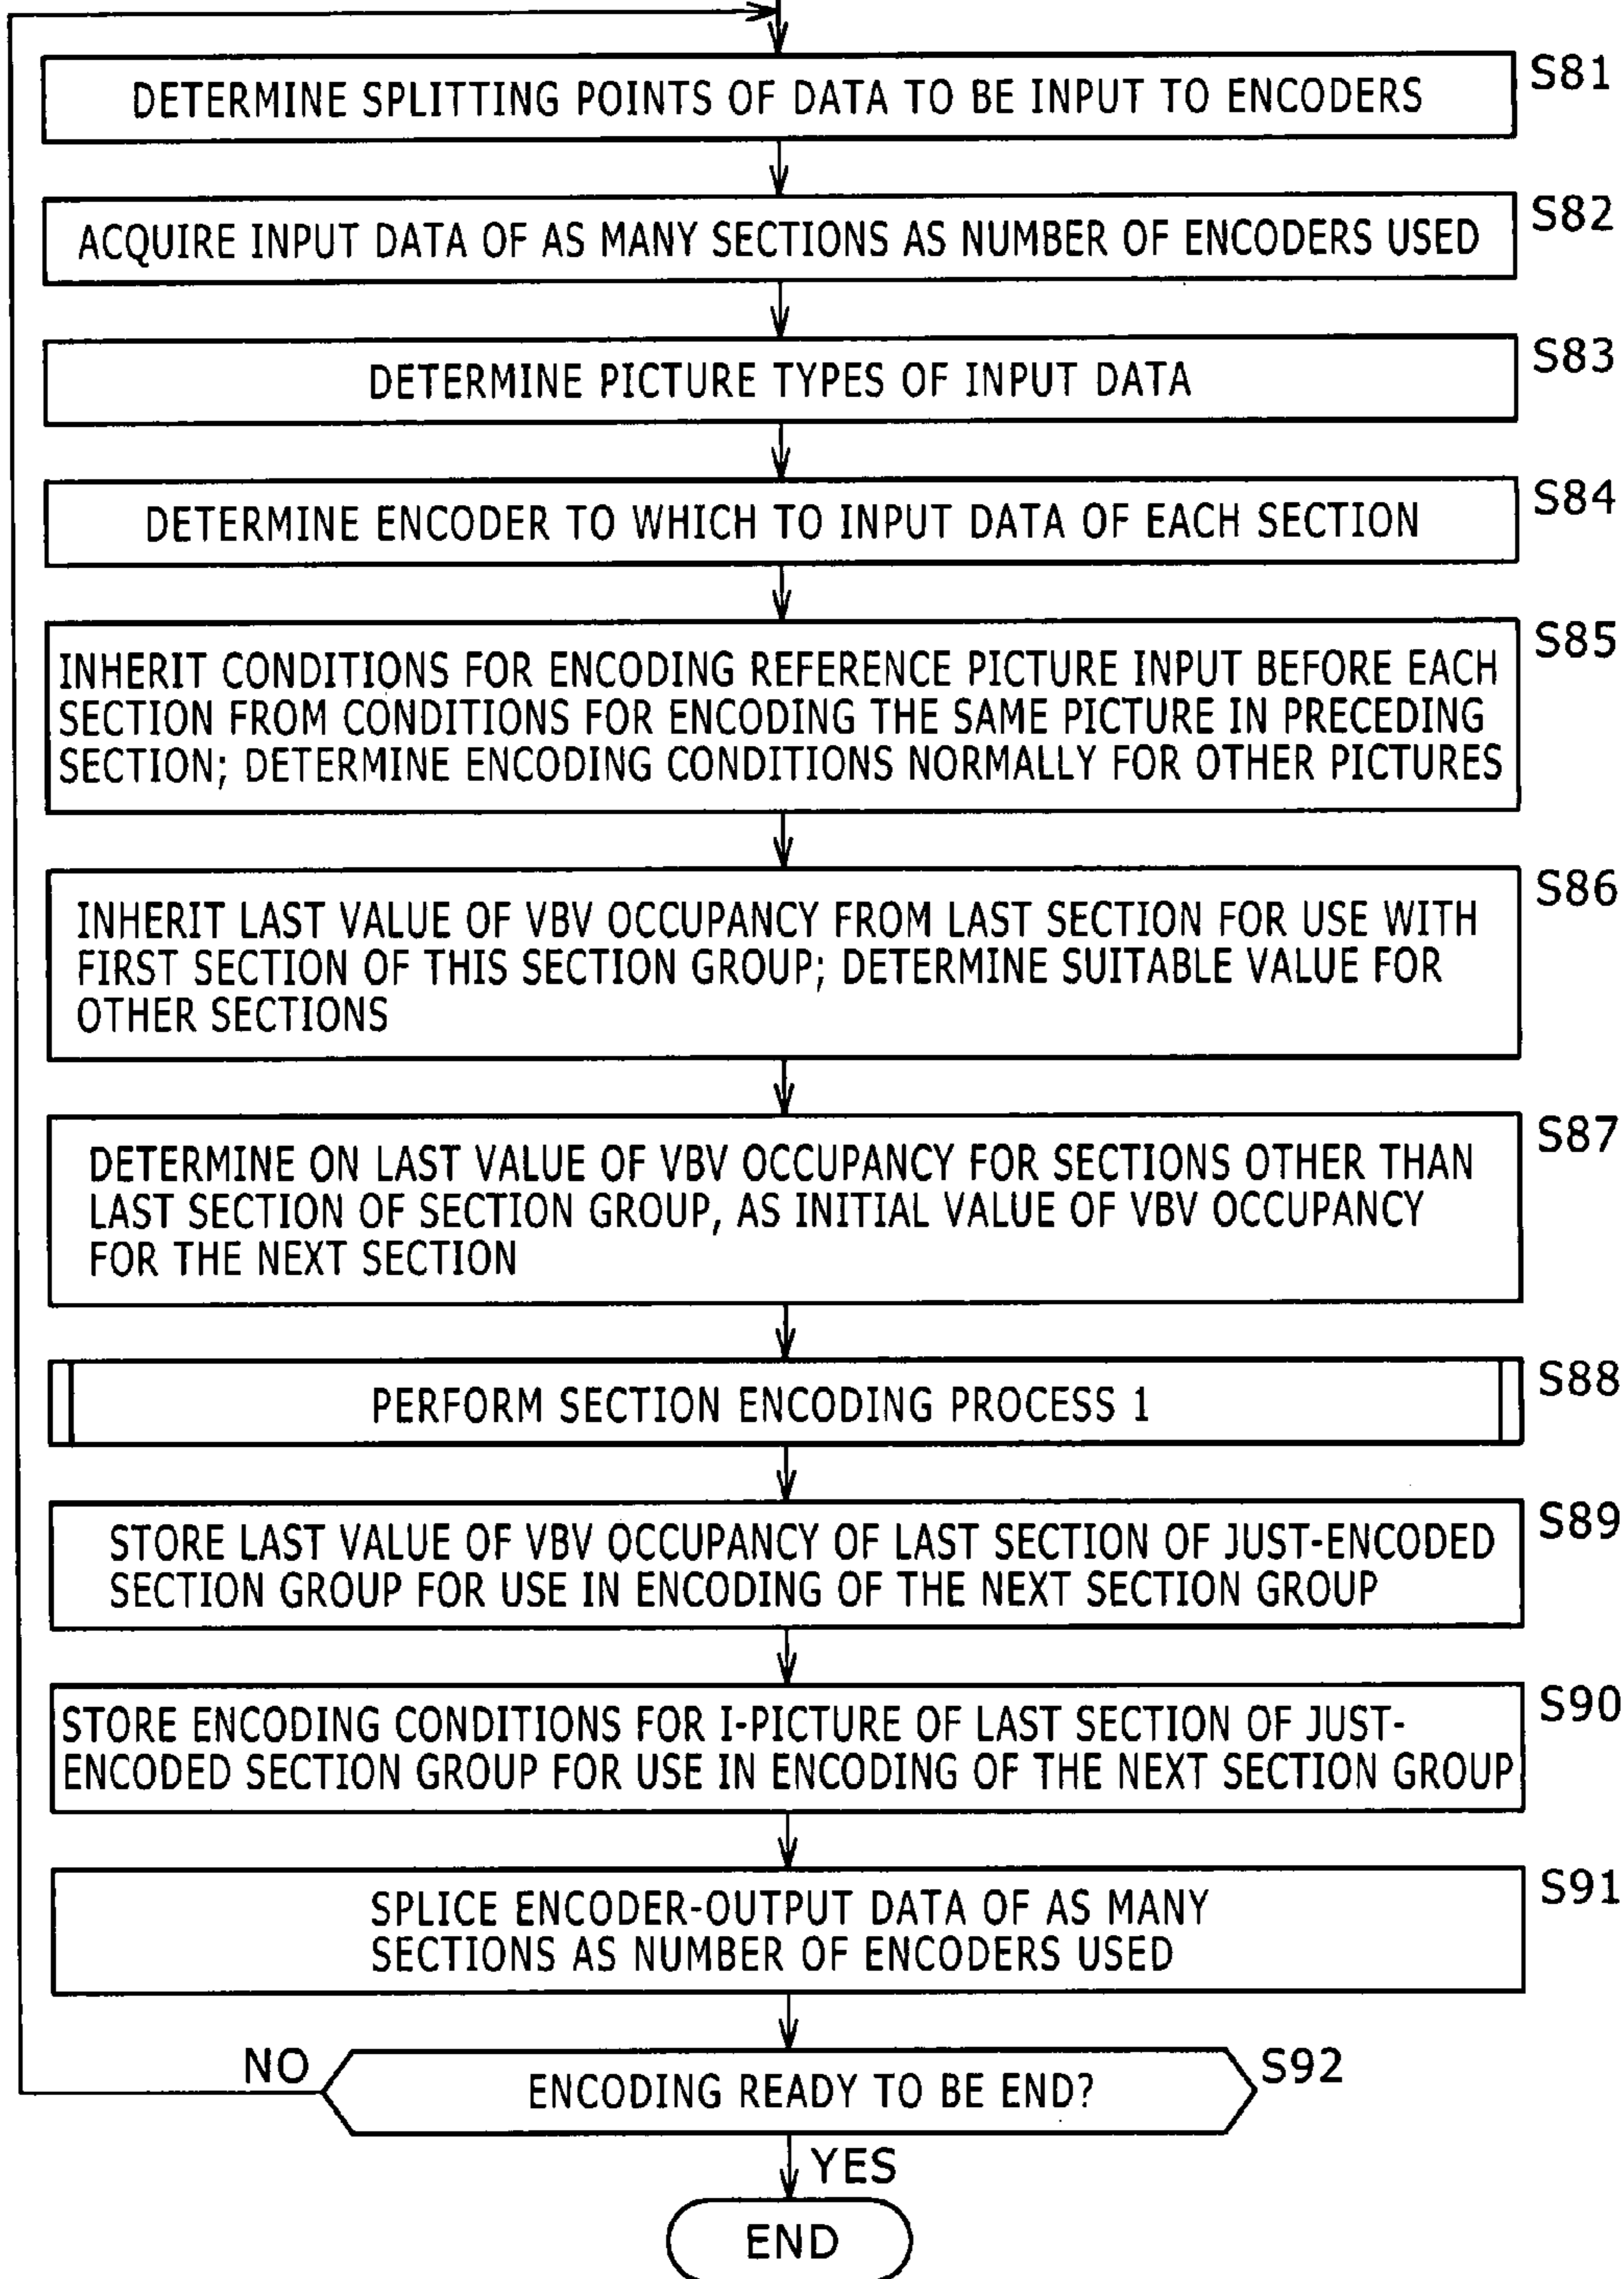 DETERMINE SPLITTING POINTS OF DATA TO BE INPUT TO ENCODERS
S81
ACQUIRE INPUT DATA OF AS MANY SECTIONS AS NUMBER OF ENCODERS USED
S82
DETERMINE PICTURE TYPES OF INPUT DATA
S83
DETERMINE ENCODER TO WHICH TO INPUT DATA OF EACH SECTION
S84
INHERIT CONDITIONS FOR ENCODING REFERENCE PICTURE INPUT BEFORE EACH
SECTION FROM CONDITIONS FOR ENCODING THE SAME PICTURE IN PRECEDING
SECTION; DETERMINE ENCODING CONDITIONS NORMALLY FOR OTHER PICTURES
S85
INHERIT LAST VALUE OF VBV OCCUPANCY FROM LAST SECTION FOR USE WITH
FIRST SECTION OF THIS SECTION GROUP; DETERMINE SUITABLE VALUE FOR
OTHER SECTIONS
S86
DETERMINE ON LAST VALUE OF VBV OCCUPANCY FOR SECTIONS OTHER THAN
LAST SECTION OF SECTION GROUP, AS INITIAL VALUE OF VBV OCCUPANCY
FOR THE NEXT SECTION
S87
PERFORM SECTION ENCODING PROCESS 1
S88
STORE LAST VALUE OF VBV OCCUPANCY OF LAST SECTION OF JUST-ENCODED
SECTION GROUP FOR USE IN ENCODING OF THE NEXT SECTION GROUP
S89
STORE ENCODING CONDITIONS FOR I-PICTURE OF LAST SECTION OF JUST-
ENCODED SECTION GROUP FOR USE IN ENCODING OF THE NEXT SECTION GROUP
S90
SPLICE ENCODER-OUTPUT DATA OF AS MANY
SECTIONS AS NUMBER OF ENCODERS USED
S91
NO
ENCODING READY TO BE END?
S92
YES
END